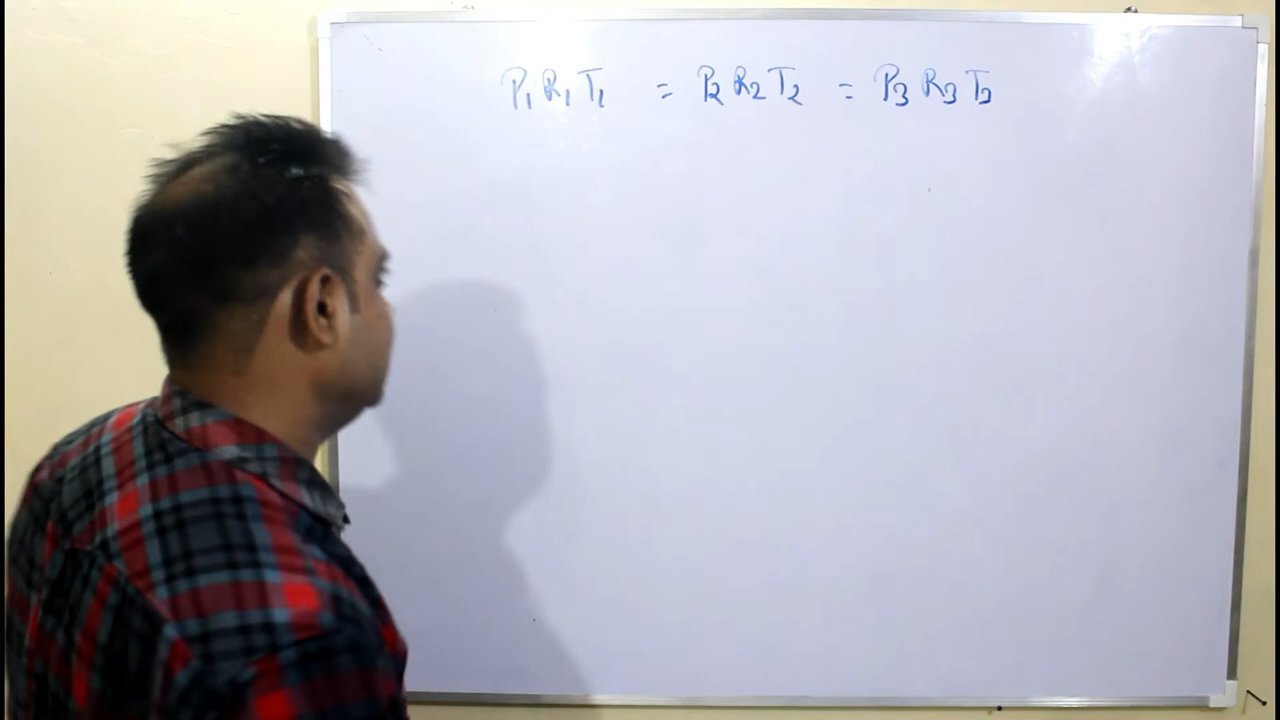 P₁ R₁ T₁ = P₂ R₂ T₂ = P₃ R₃ T₃